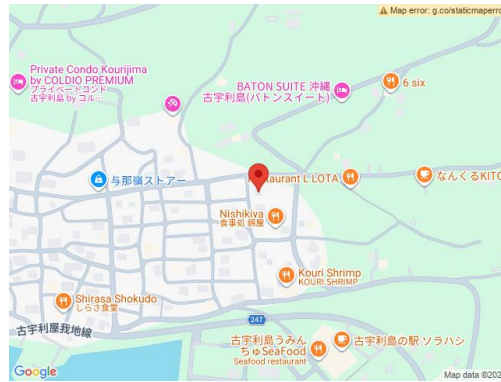 Map error: g.co/staticmaperro
Private Condo Kourijima
by COLDIO PREMIUM
プライベートコンド
古宇利島 by コル…
BATON SUITE 沖縄
古宇利島(バトンスイート)
6 six
与那嶺ストアー
taurant L LOTA
なんくるKITC
Nishikiya
食事処 錦屋
Kouri Shrimp
KOURI SHRIMP
Shirasa Shokudo
しらさ食堂
247
古宇利屋我地線
古宇利島うみん
ちゅSeaFood
Seafood restaurant
古宇利島の駅 ソラハシ
Google
Map data ©202